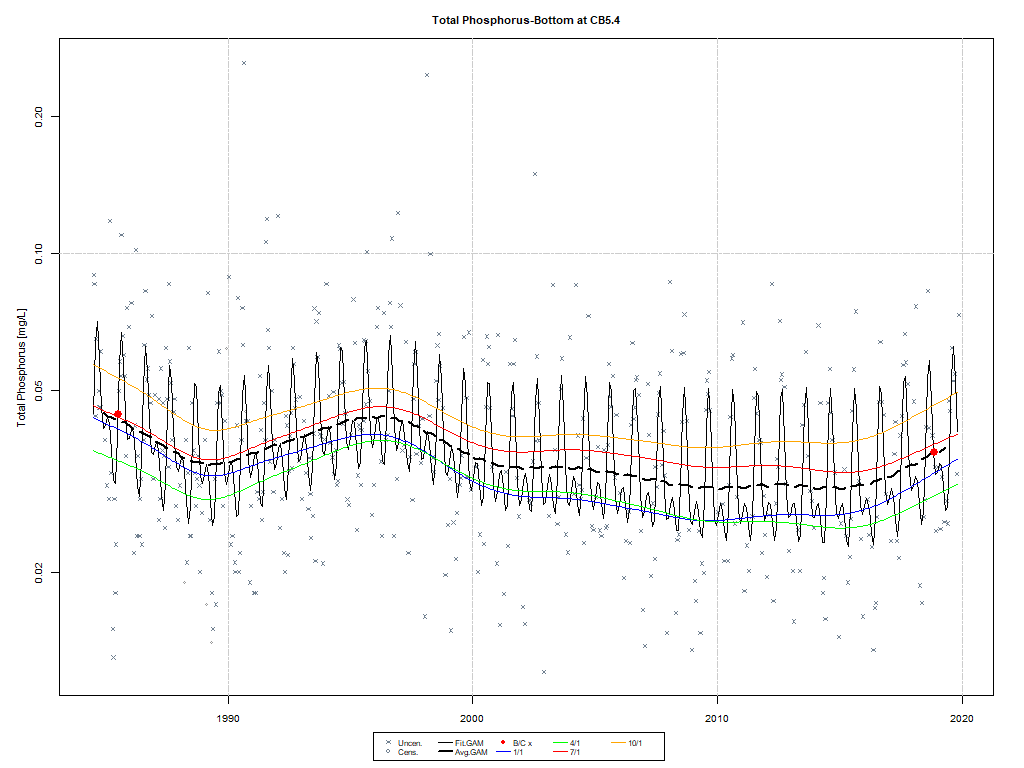 Total Phosphorus-Bottom at CB5.4
Total Phosphorus [mg/L]
0.20
0.10
0.05
0.02
1990 2000 2010 2020
Uncen. Fit.GAM B/C x 4/1 10/1
Cens. Avg.GAM 1/1 7/1